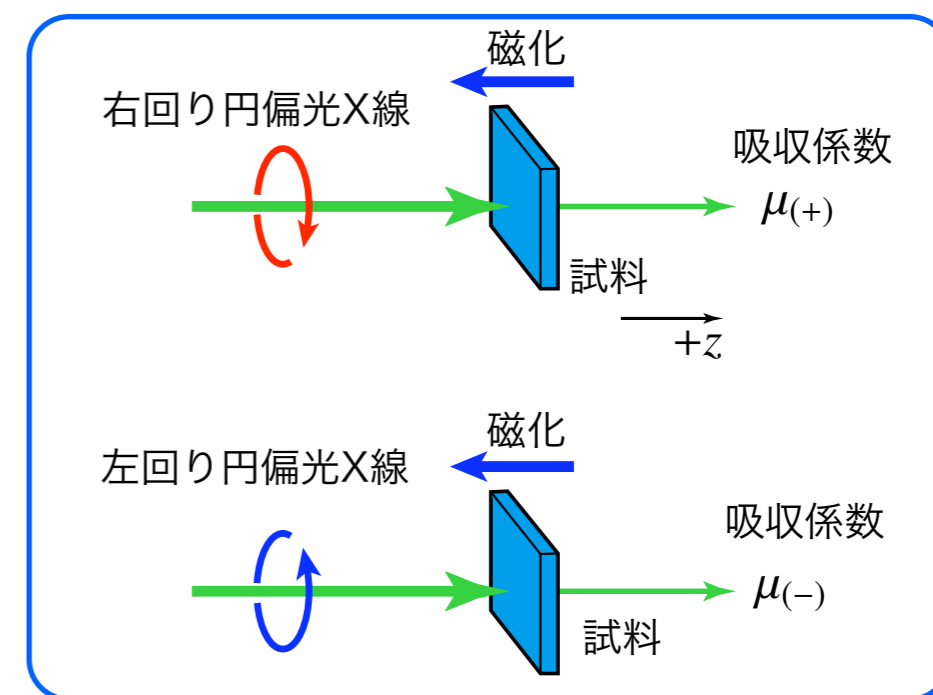 磁化
右回り円偏光X線
吸収係数
μ(+)
試料
+z
磁化
左回り円偏光X線
吸収係数
μ(−)
試料